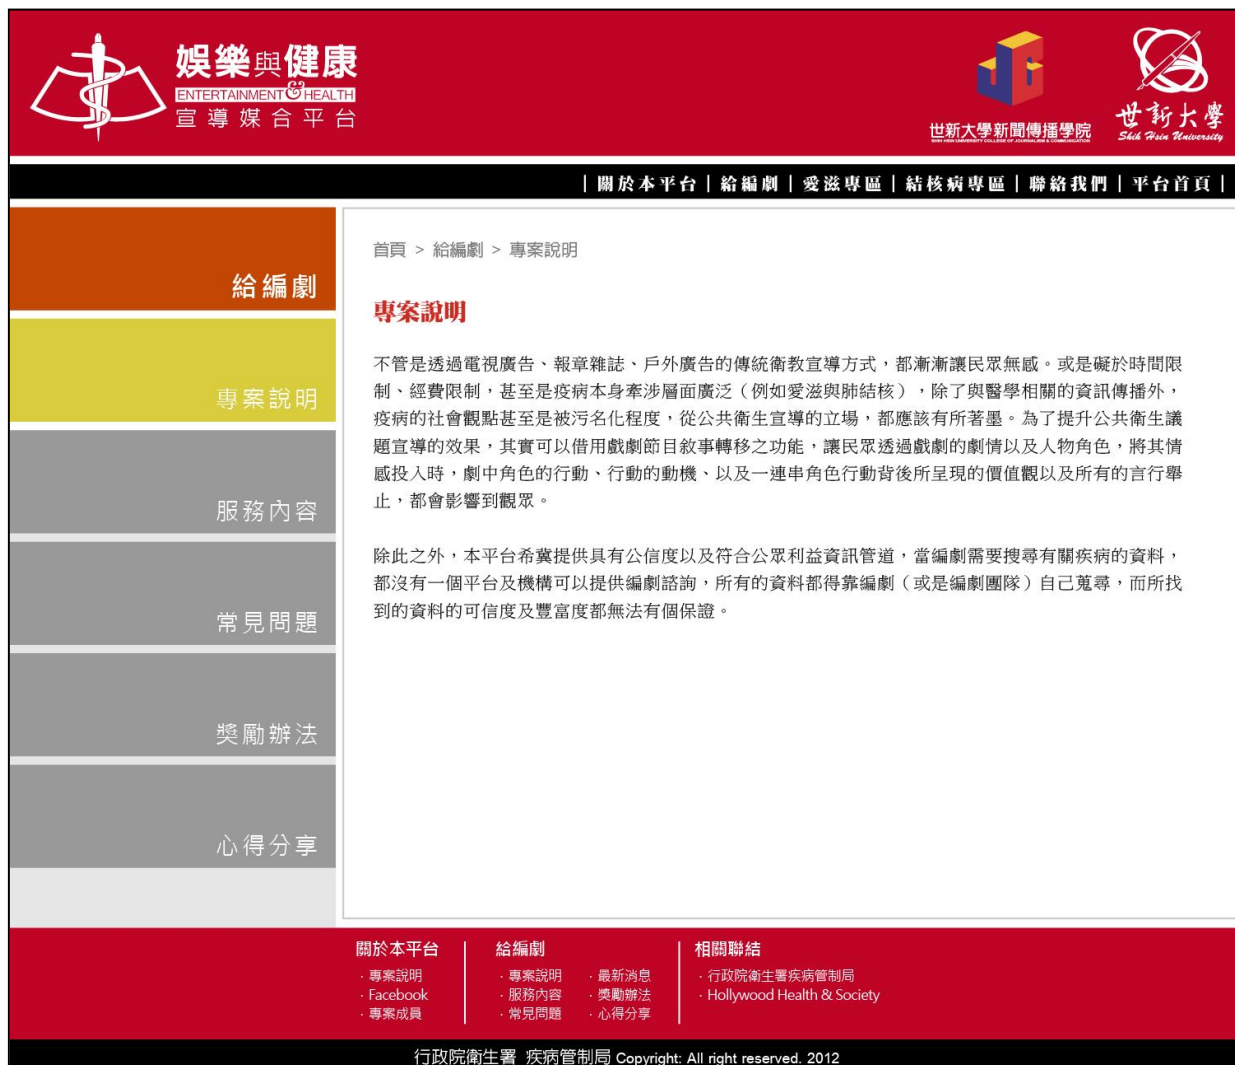 娛樂與健康
ENTERTAINMENT & HEALTH
宣導媒合平台
世新大學新聞傳播學院
SHIH HSIN UNIVERSITY COLLEGE OF JOURNALISM & COMMUNICATION
世新大學
Shih Hsin University
| 關於本平台 | 給編劇 | 愛滋專區 | 結核病專區 | 聯絡我們 | 平台首頁 |
給編劇
專案說明
服務內容
常見問題
獎勵辦法
心得分享
首頁 > 給編劇 > 專案說明
專案說明
不管是透過電視廣告、報章雜誌、戶外廣告的傳統衛教宣導方式，都漸漸讓民眾無感。或是礙於時間限
制、經費限制，甚至是疫病本身牽涉層面廣泛（例如愛滋與肺結核），除了與醫學相關的資訊傳播外，
疫病的社會觀點甚至是被污名化程度，從公共衛生宣導的立場，都應該有所著墨。為了提升公共衛生議
題宣導的效果，其實可以借用戲劇節目敘事轉移之功能，讓民眾透過戲劇的劇情以及人物角色，將其情
感投入時，劇中角色的行動、行動的動機、以及一連串角色行動背後所呈現的價值觀以及所有的言行舉
止，都會影響到觀眾。
除此之外，本平台希冀提供具有公信度以及符合公眾利益資訊管道，當編劇需要搜尋有關疾病的資料，
都沒有一個平台及機構可以提供編劇諮詢，所有的資料都得靠編劇（或是編劇團隊）自己蒐尋，而所找
到的資料的可信度及豐富度都無法有個保證。
關於本平台
· 專案說明
· Facebook
· 專案成員
給編劇
· 專案說明 · 最新消息
· 服務內容 · 獎勵辦法
· 常見問題 · 心得分享
相關聯結
· 行政院衛生署疾病管制局
· Hollywood Health & Society
行政院衛生署 疾病管制局 Copyright: All right reserved. 2012